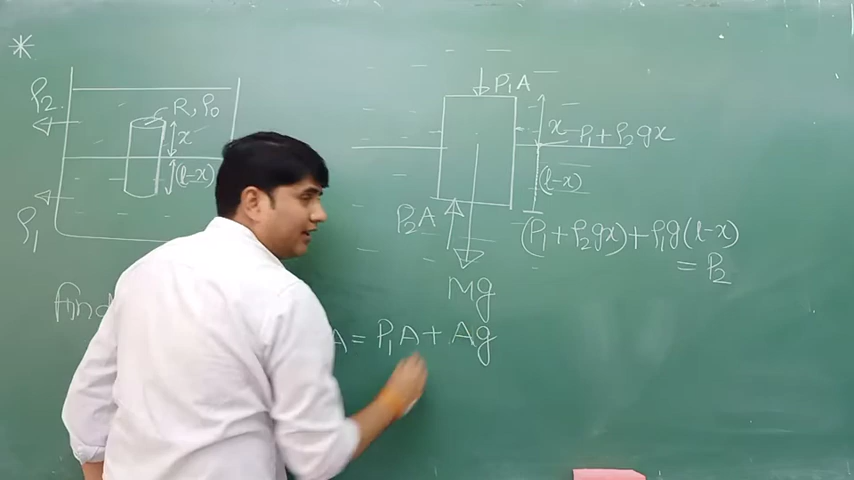 *
ρ2
R, ρ0
x
(l-x)
ρ1
P1A
x
P1+ρ2gx
(l-x)
P2A
Mg
(P1+ρ2gx)+ρ1g(l-x)
= P2
find
A = P1A + Ag